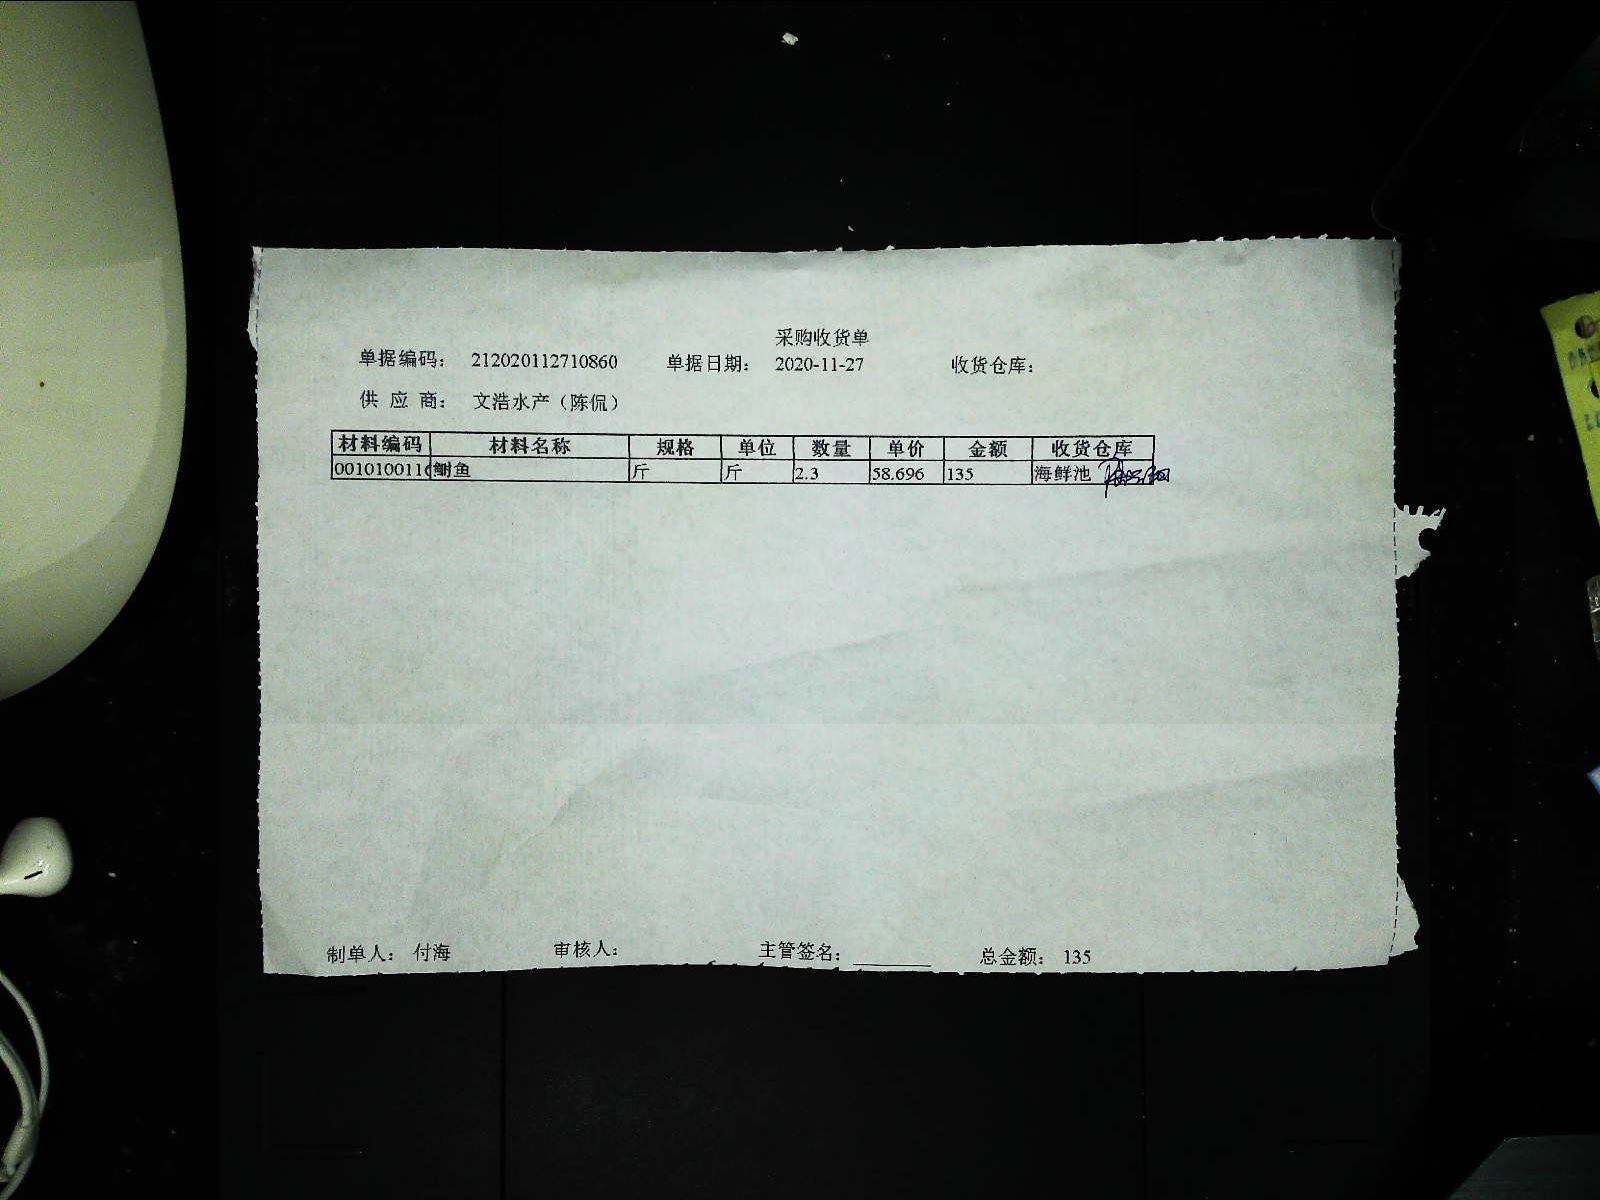 采购收货单
单据编码： 212020112710860 单据日期： 2020-11-27 收货仓库：
供 应 商： 文浩水产（陈侃）
材料编码 材料名称 规格 单位 数量 单价 金额 收货仓库
0010100110 鲥鱼 斤 斤 2.3 58.696 135 海鲜池
制单人： 付海 审核人： 主管签名：________ 总金额： 135